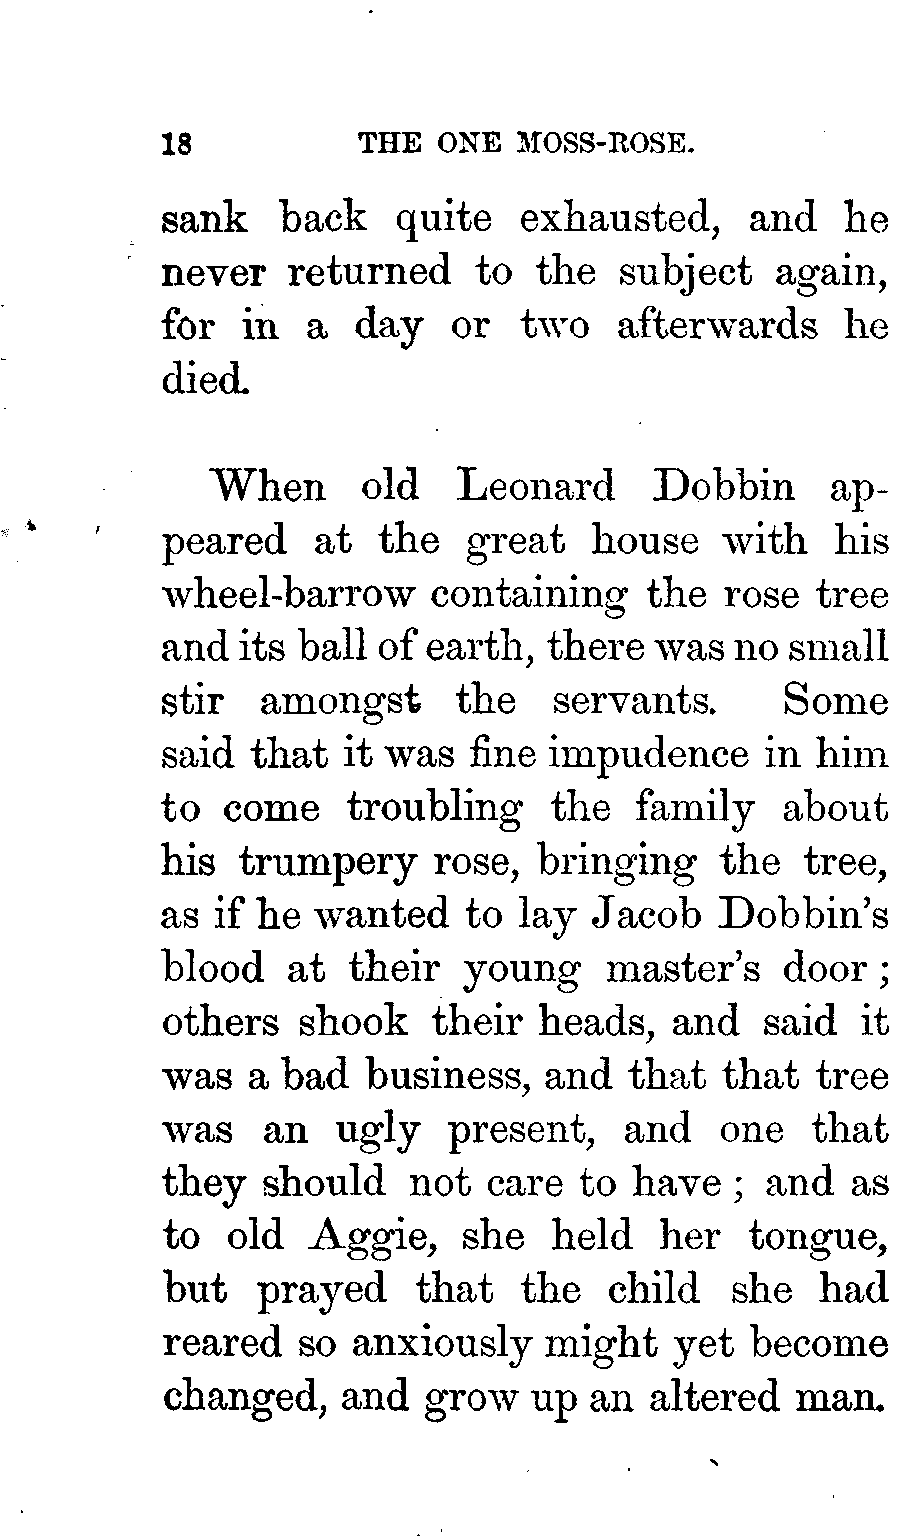 18 THE ONE MOSS-ROSE.
sank back quite exhausted, and he
never returned to the subject again,
for in a day or two afterwards he
died.
When old Leonard Dobbin ap-
peared at the great house with his
wheel-barrow containing the rose tree
and its ball of earth, there was no small
stir amongst the servants. Some
said that it was fine impudence in him
to come troubling the family about
his trumpery rose, bringing the tree,
as if he wanted to lay Jacob Dobbin's
blood at their young master's door ;
others shook their heads, and said it
was a bad business, and that that tree
was an ugly present, and one that
they should not care to have ; and as
to old Aggie, she held her tongue,
but prayed that the child she had
reared so anxiously might yet become
changed, and grow up an altered man.